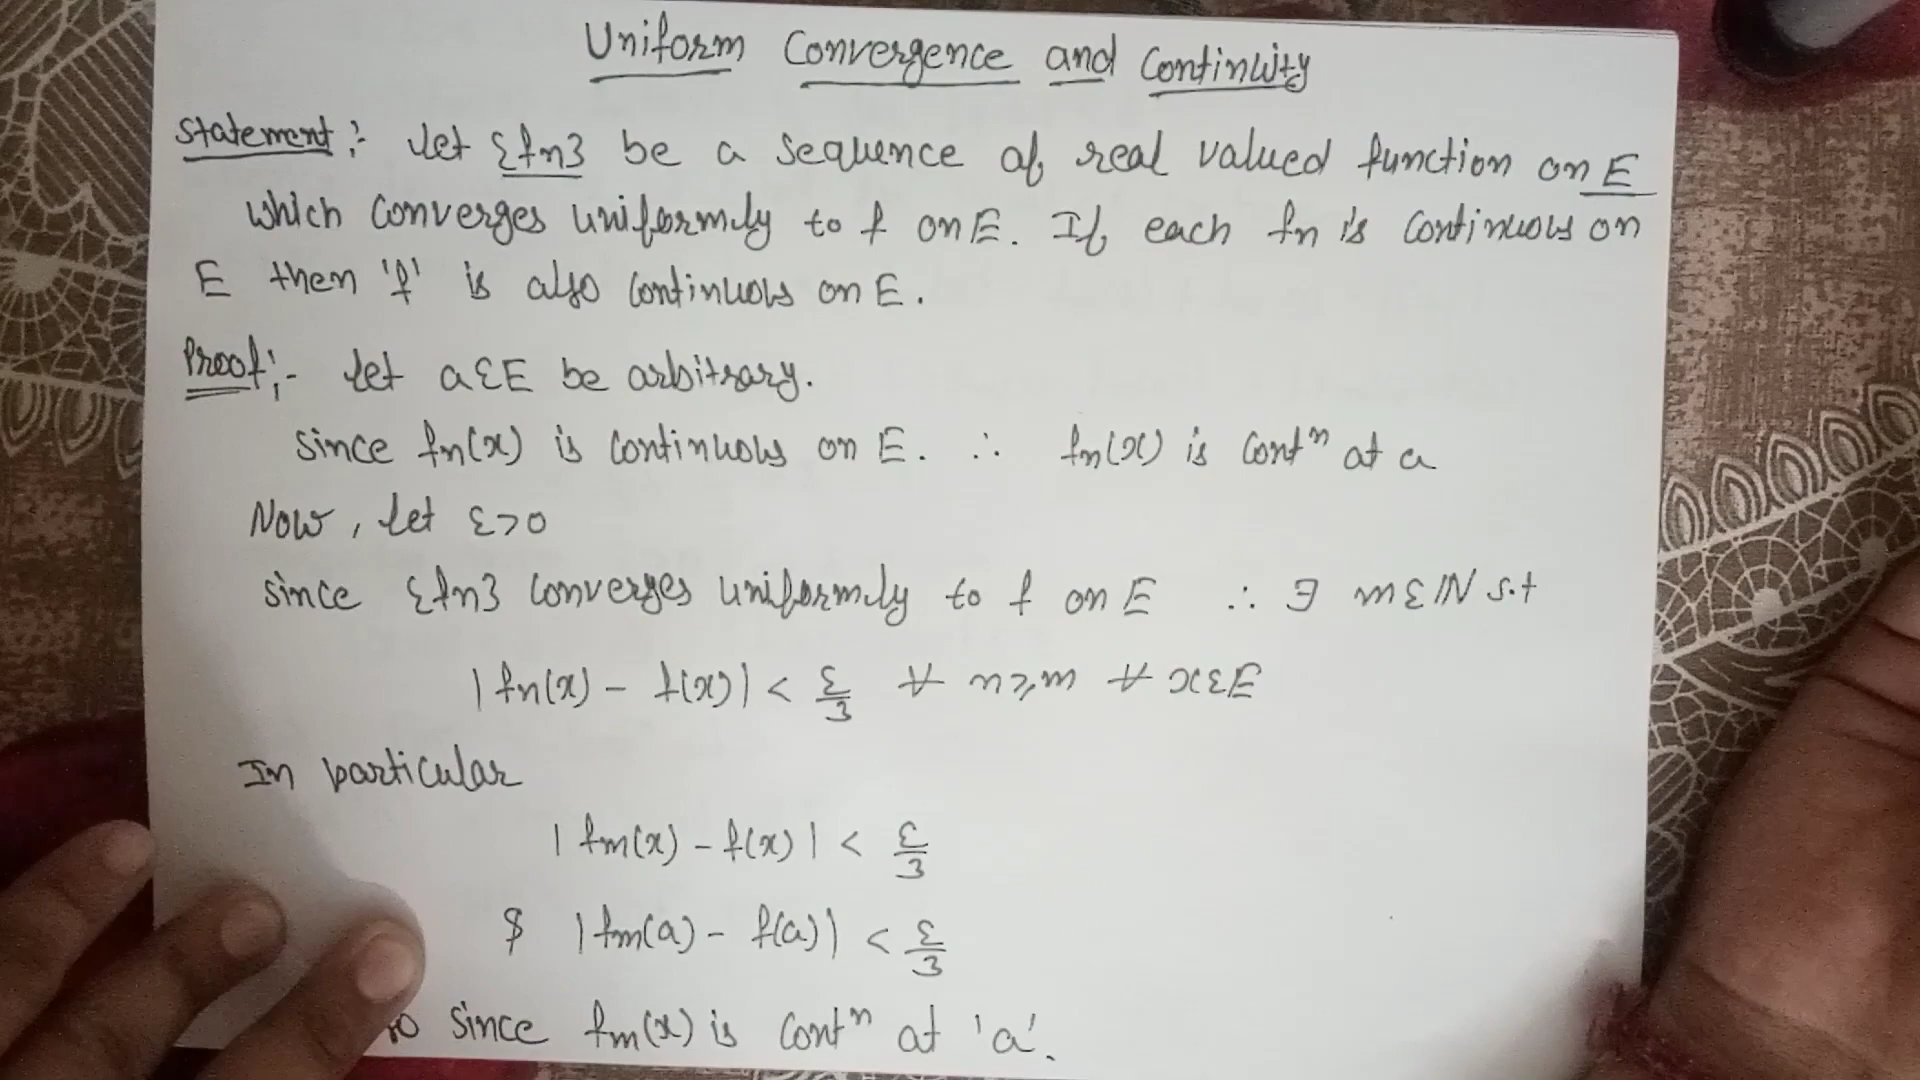 Uniform Convergence and Continuity
Statement :- Let {fn} be a sequence of real valued function on E
which converges uniformly to f on E. If each fn is continuous on
E then 'f' is also continuous on E.
Proof :- Let a ∈ E be arbitrary.
Since fn(x) is continuous on E. ∴ fn(x) is contⁿ at a
Now, let ε>0
since {fn} converges uniformly to f on E ∴ ∃ m ∈ ℕ s.t
|fn(x) - f(x)| < ε/3 ∀ n ≥ m ∀ x ∈ E
In particular
|fm(x) - f(x)| < ε/3
& |fm(a) - f(a)| < ε/3
since fm(x) is contⁿ at 'a'.